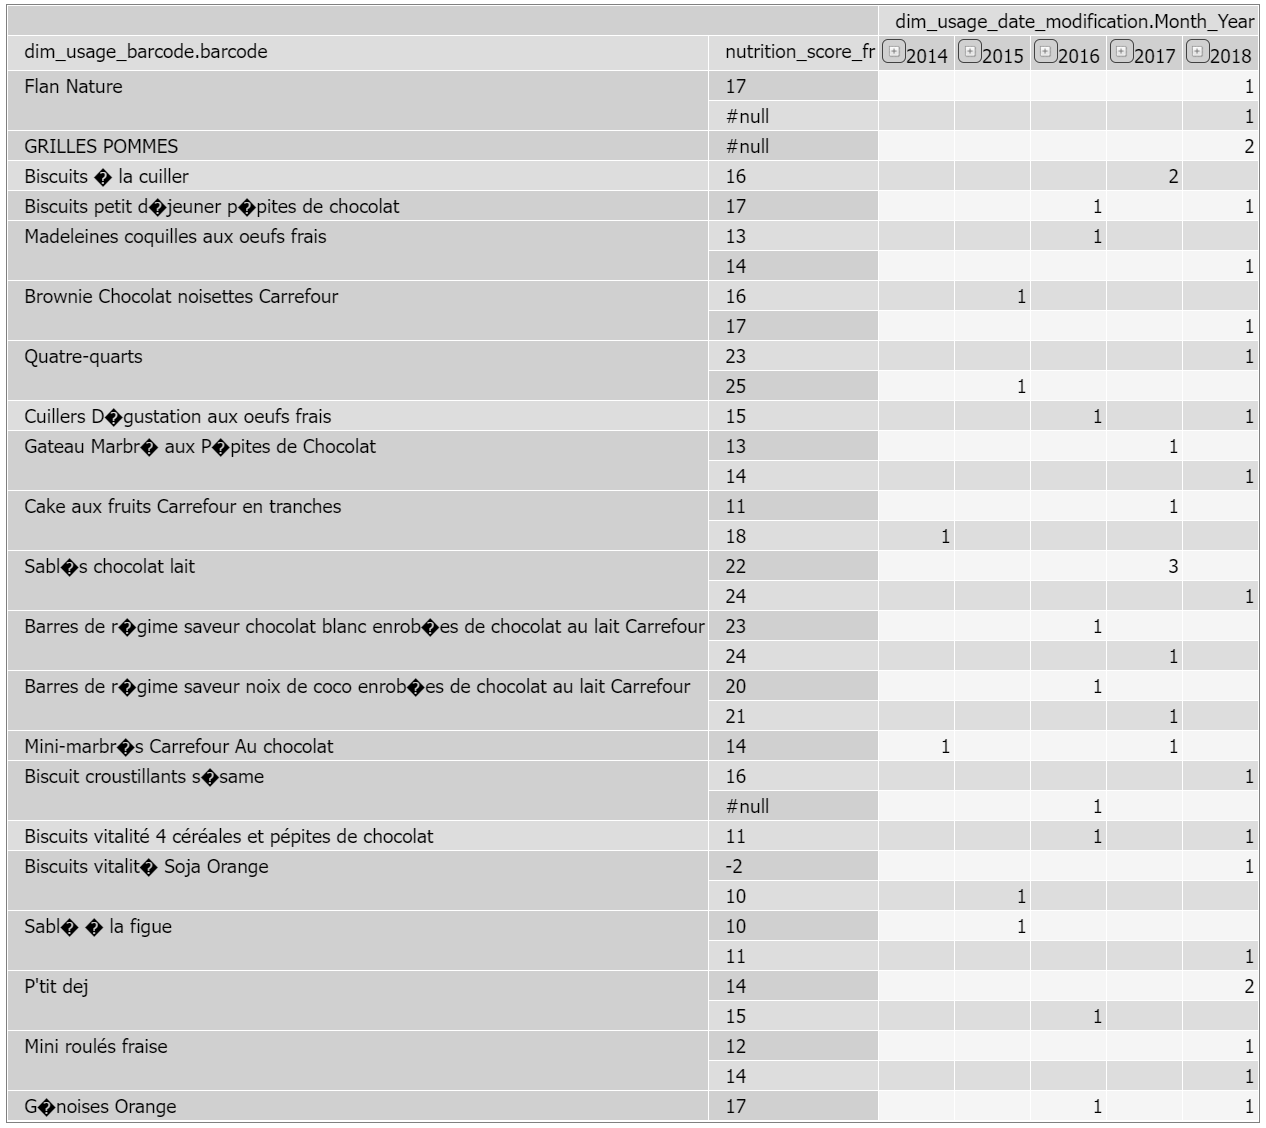 dim_usage_date_modification.Month_Year
dim_usage_barcode.barcode nutrition_score_fr 2014 2015 2016 2017 2018
Flan Nature 17 1
#null 1
GRILLES POMMES #null 2
Biscuits � la cuiller 16 2
Biscuits petit d�jeuner p�pites de chocolat 17 1 1
Madeleines coquilles aux oeufs frais 13 1
14 1
Brownie Chocolat noisettes Carrefour 16 1
17 1
Quatre-quarts 23 1
25 1
Cuillers D�gustation aux oeufs frais 15 1 1
Gateau Marbr� aux P�pites de Chocolat 13 1
14 1
Cake aux fruits Carrefour en tranches 11 1
18 1
Sabl�s chocolat lait 22 3
24 1
Barres de r�gime saveur chocolat blanc enrob�es de chocolat au lait Carrefour 23 1
24 1
Barres de r�gime saveur noix de coco enrob�es de chocolat au lait Carrefour 20 1
21 1
Mini-marbr�s Carrefour Au chocolat 14 1 1
Biscuit croustillants s�same 16 1
#null 1
Biscuits vitalité 4 céréales et pépites de chocolat 11 1 1
Biscuits vitalit� Soja Orange -2 1
10 1
Sabl� � la figue 10 1
11 1
P'tit dej 14 2
15 1
Mini roulés fraise 12 1
14 1
G�noises Orange 17 1 1